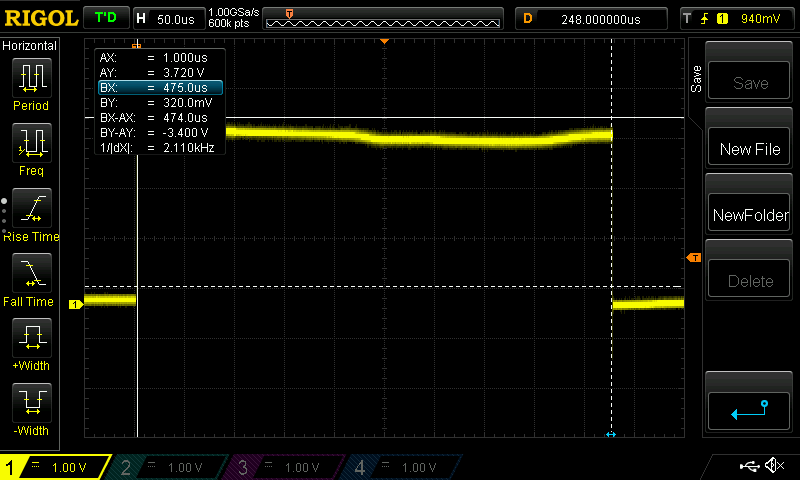 RIGOL T'D H 50.0us 1.00GSa/s 600k pts T D 248.000000us T 1 940mV
Horizontal
Period
Freq
Rise Time
Fall Time
+Width
-Width
AX: = 1.000us
AY: = 3.720 V
BX: = 475.0us
BY: = 320.0mV
BX-AX: = 474.0us
BY-AY: = -3.400 V
1/|dX|: = 2.110kHz
1
T
Save
Save
New File
NewFolder
Delete
1 = 1.00 V 2 = 1.00 V 3 = 1.00 V 4 = 1.00 V